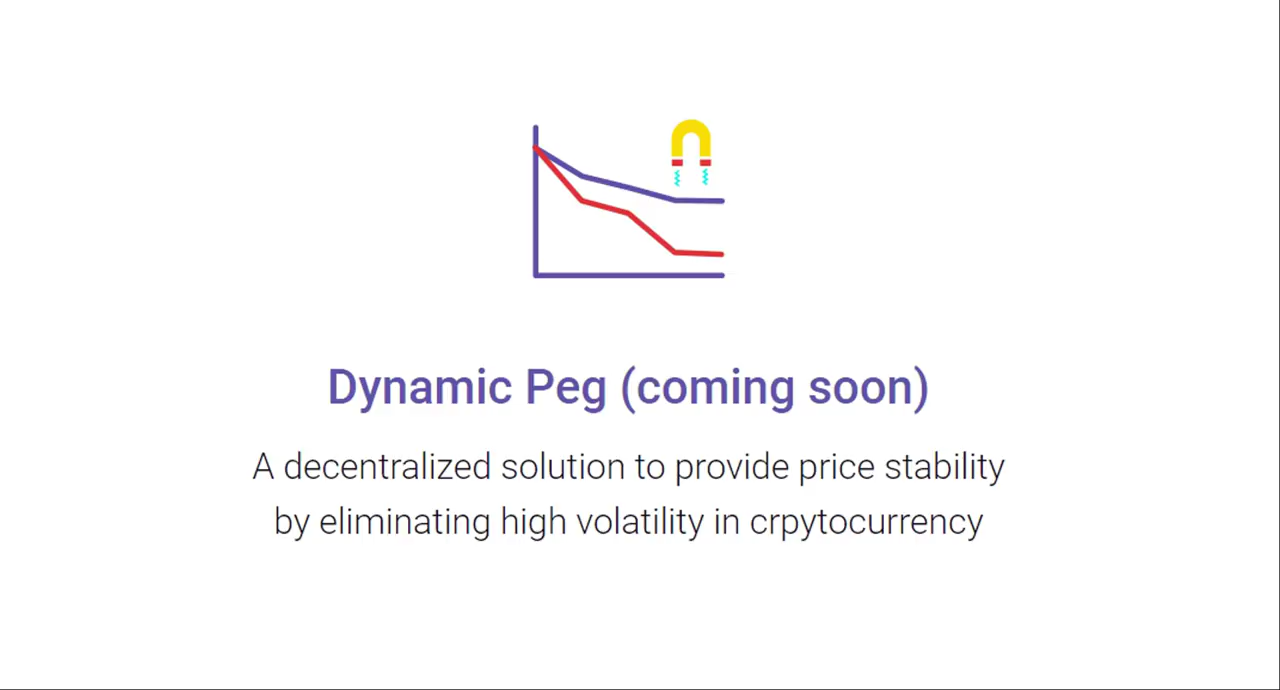 Dynamic Peg (coming soon)
A decentralized solution to provide price stability
by eliminating high volatility in crpytocurrency